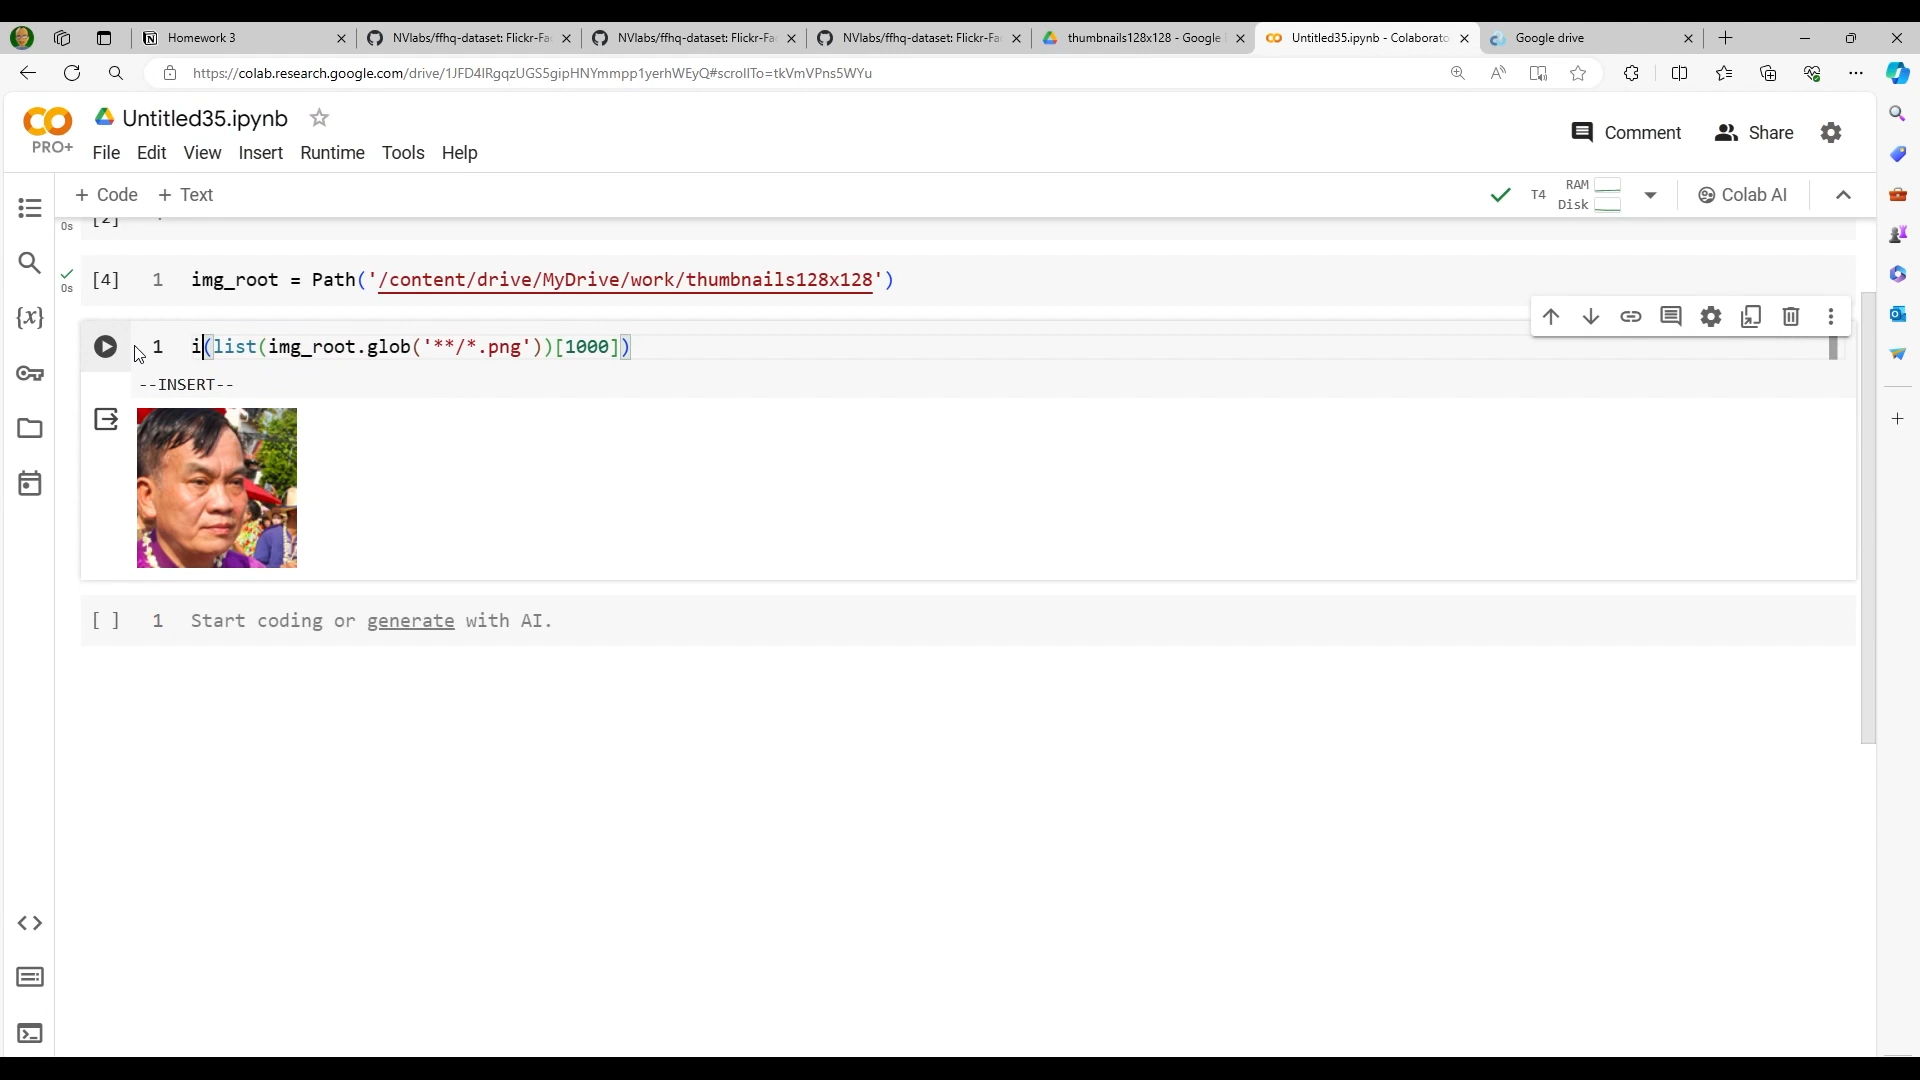 Homework 3
NVlabs/ffhq-dataset: Flickr-Fa
NVlabs/ffhq-dataset: Flickr-Fa
NVlabs/ffhq-dataset: Flickr-Fa
thumbnails128x128 - Google
Untitled35.ipynb - Colaborato
Google drive
https://colab.research.google.com/drive/1JFD4lRgqzUGS5gipHNYmmpp1yerhWEyQ#scrollTo=tkVmVPns5WYu
PRO+
Untitled35.ipynb
Comment
Share
File Edit View Insert Runtime Tools Help
+ Code + Text
T4
RAM
Disk
Colab AI
0s
[2]
0s
[4] 1 img_root = Path('/content/drive/MyDrive/work/thumbnails128x128')
{x}
1 i(list(img_root.glob('**/*.png'))[1000])
--INSERT--
[ ] 1 Start coding or generate with AI.